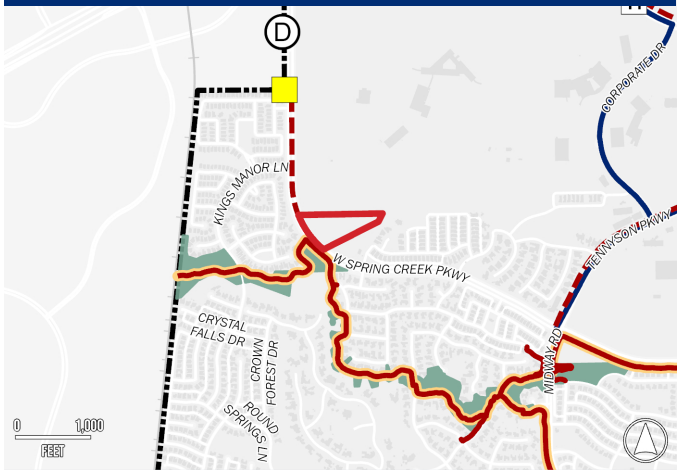 D
CORPORATE DR
KINGS MANOR LN
TENNYSON PKWY
W SPRING CREEK PKWY
CRYSTAL
FALLS DR
CROWN
FOREST DR
MIDWAY RD
ROUND
SPRINGS LN
0 1,000
FEET